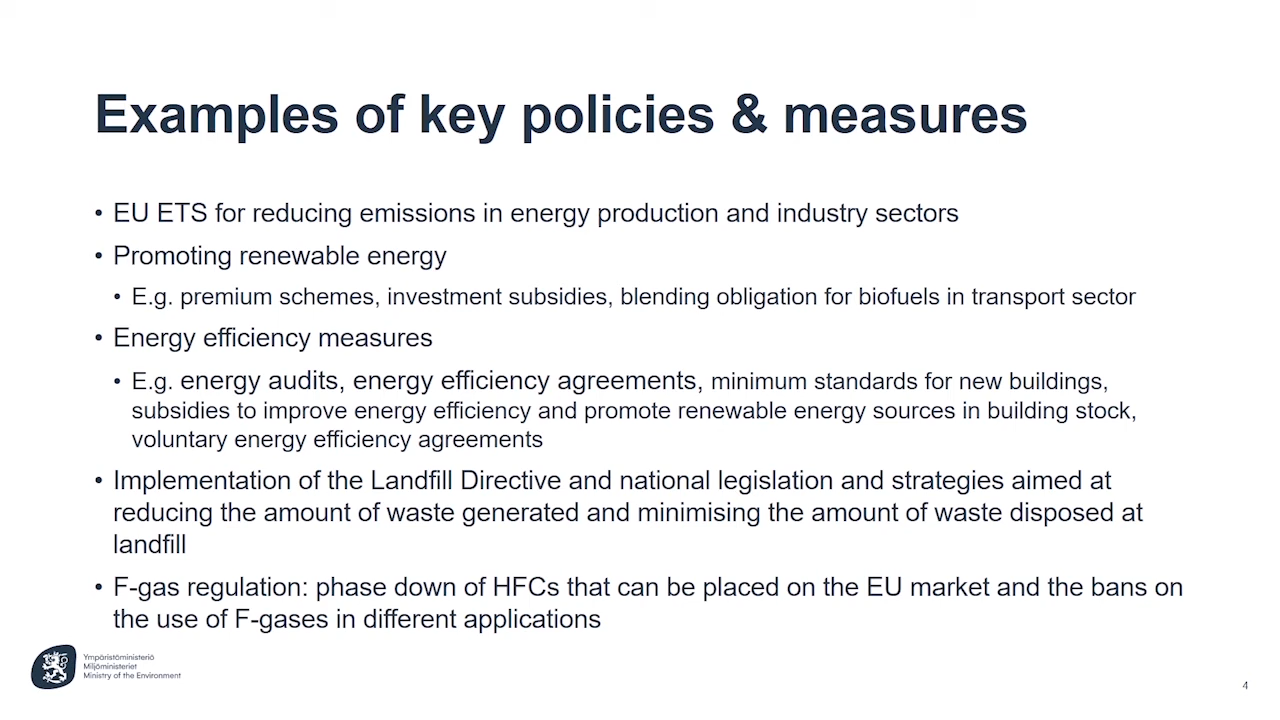 Examples of key policies & measures
• EU ETS for reducing emissions in energy production and industry sectors
• Promoting renewable energy
• E.g. premium schemes, investment subsidies, blending obligation for biofuels in transport sector
• Energy efficiency measures
• E.g. energy audits, energy efficiency agreements, minimum standards for new buildings,
subsidies to improve energy efficiency and promote renewable energy sources in building stock,
voluntary energy efficiency agreements
• Implementation of the Landfill Directive and national legislation and strategies aimed at
reducing the amount of waste generated and minimising the amount of waste disposed at
landfill
• F-gas regulation: phase down of HFCs that can be placed on the EU market and the bans on
the use of F-gases in different applications
Ympäristöministeriö
Miljöministeriet
Ministry of the Environment
4